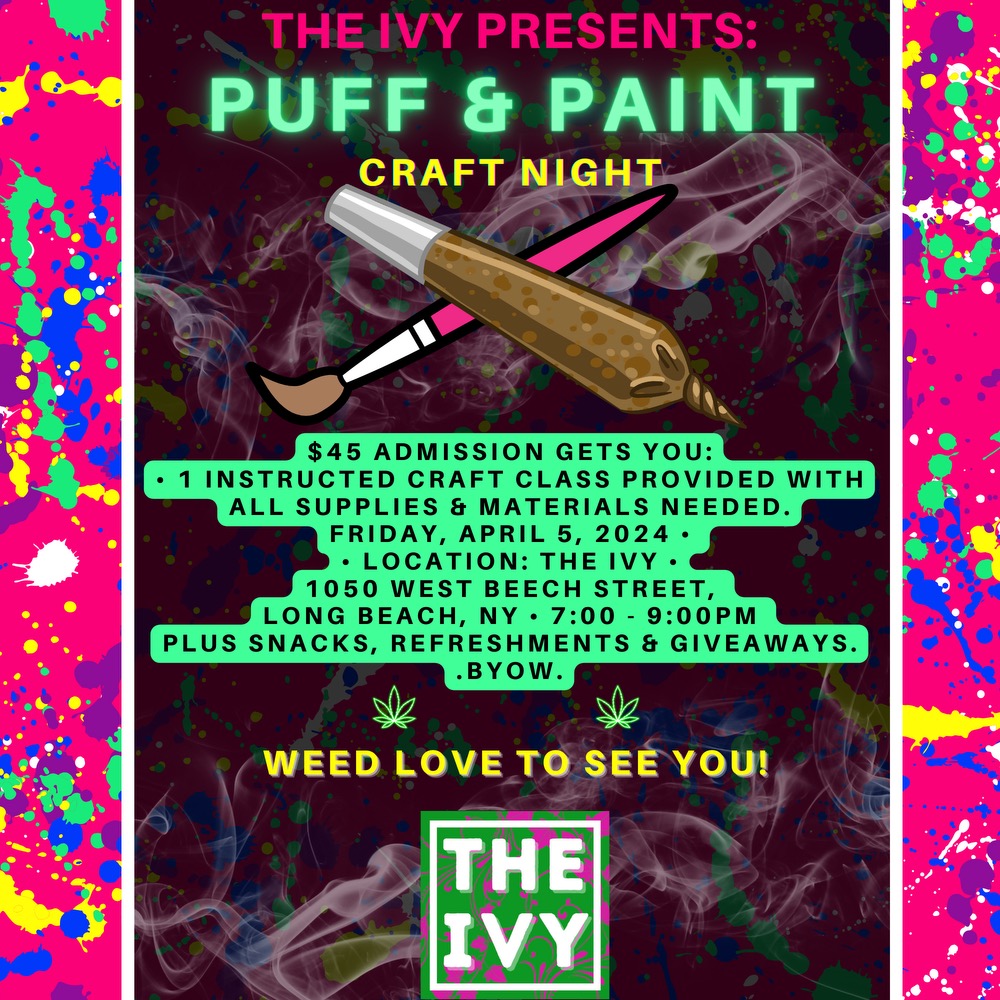 THE IVY PRESENTS:
PUFF & PAINT
CRAFT NIGHT
$45 ADMISSION GETS YOU:
• 1 INSTRUCTED CRAFT CLASS PROVIDED WITH
ALL SUPPLIES & MATERIALS NEEDED.
FRIDAY, APRIL 5, 2024 •
• LOCATION: THE IVY •
1050 WEST BEECH STREET,
LONG BEACH, NY • 7:00 - 9:00PM
PLUS SNACKS, REFRESHMENTS & GIVEAWAYS.
.BYOW.
WEED LOVE TO SEE YOU!
THE
IVY